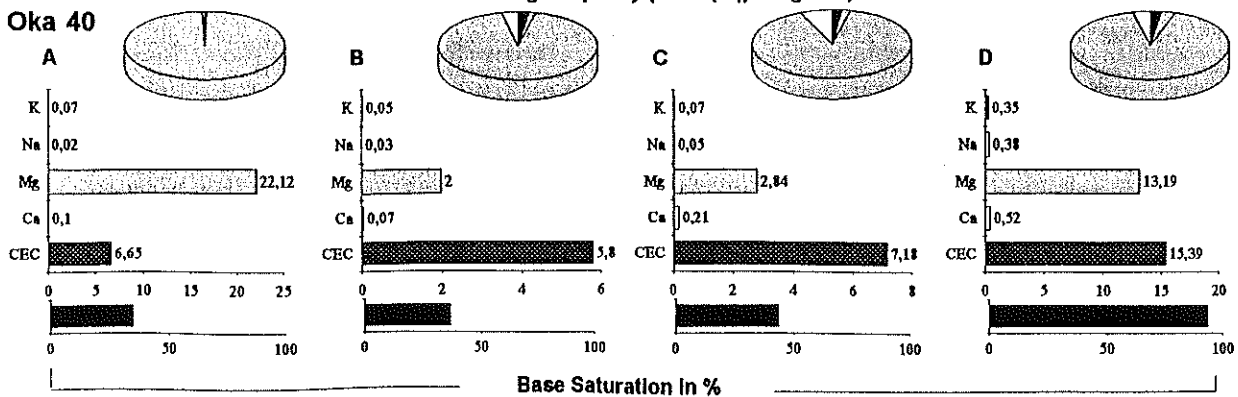 Oka 40
A B C D
K 0,07 K 0,05 K 0,07 K 0,35
Na 0,02 Na 0,03 Na 0,05 Na 0,38
Mg 22,12 Mg 2 Mg 2,84 Mg 13,19
Ca 0,1 Ca 0,07 Ca 0,21 Ca 0,52
CEC 6,65 CEC 5,8 CEC 7,18 CEC 15,39
0 5 10 15 20 25 0 2 4 6 0 2 4 6 8 0 5 10 15 20
0 50 100 0 50 100 0 50 100 0 50 100
Base Saturation in %